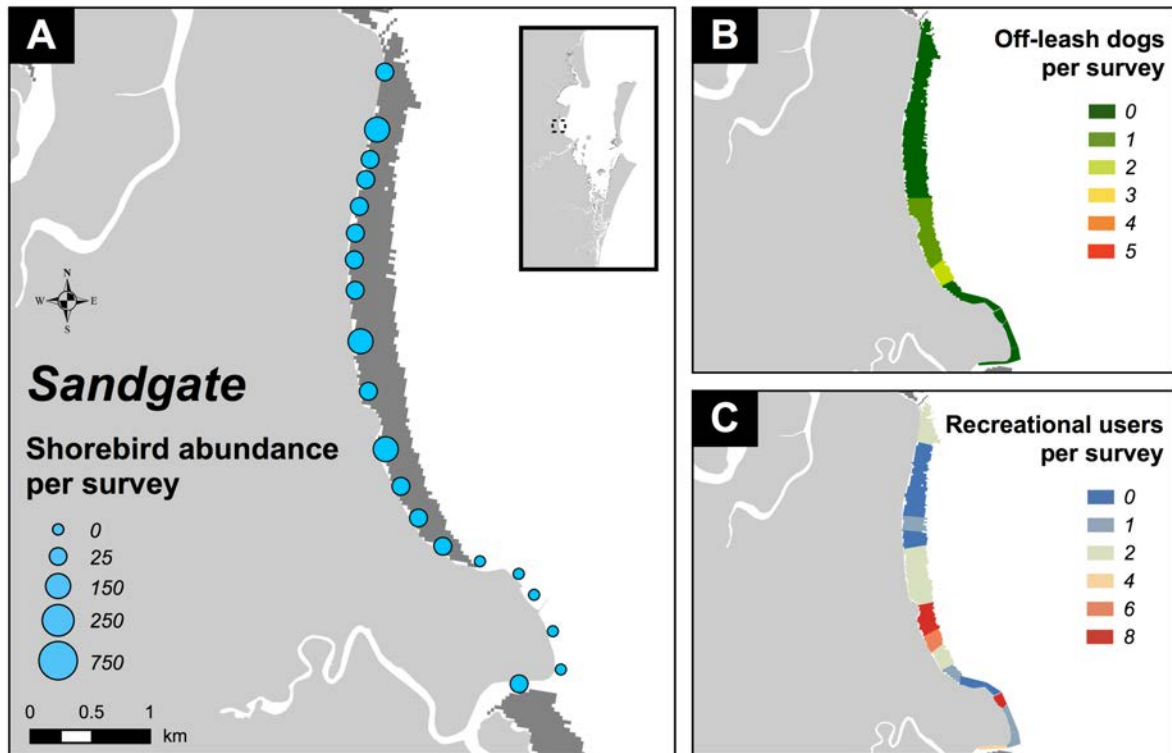 A
N
W E
S
Sandgate
Shorebird abundance
per survey
0
25
150
250
750
0 0.5 1
km
B
Off-leash dogs
per survey
0
1
2
3
4
5
C
Recreational users
per survey
0
1
2
4
6
8